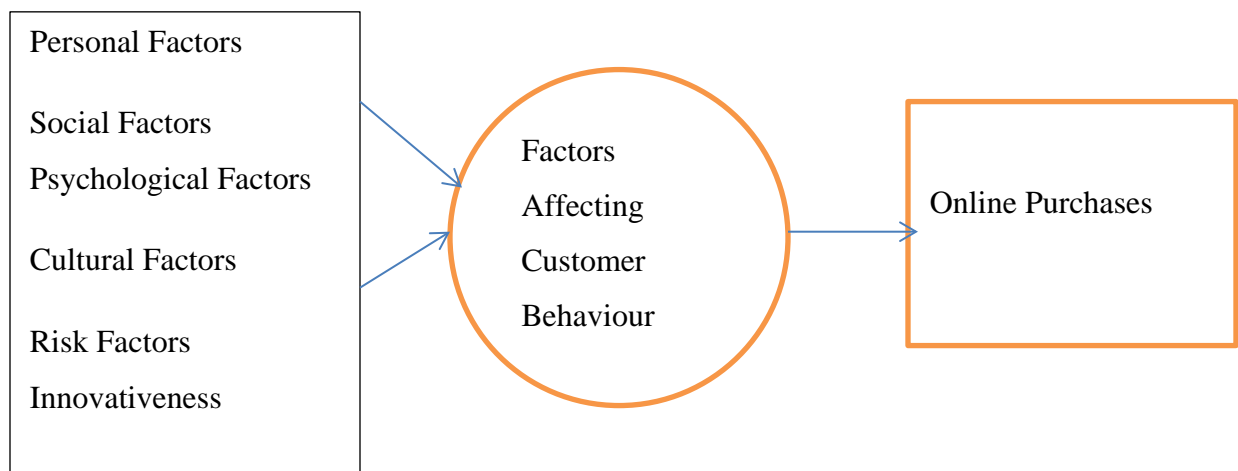 Personal Factors
Social Factors
Psychological Factors
Cultural Factors
Risk Factors
Innovativeness
Factors
Affecting
Customer
Behaviour
Online Purchases